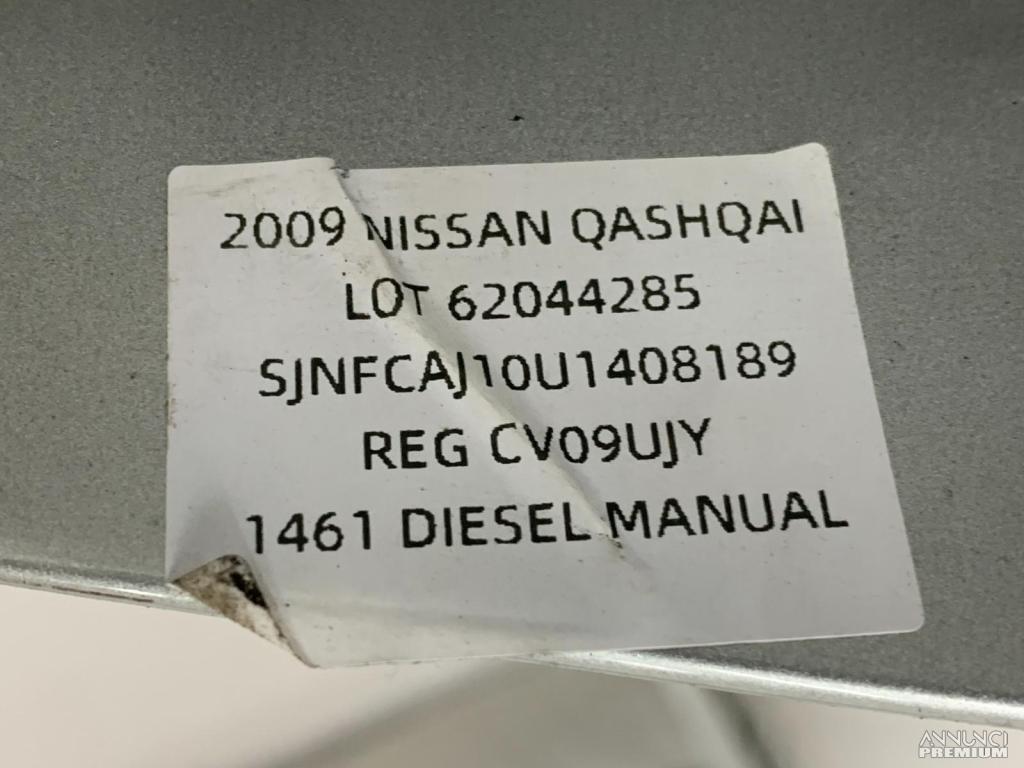 2009 NISSAN QASHQAI
LOT 62044285
SJNFCAJ10U1408189
REG CV09UJY
1461 DIESEL MANUAL
ANNUNCI
PREMIUM